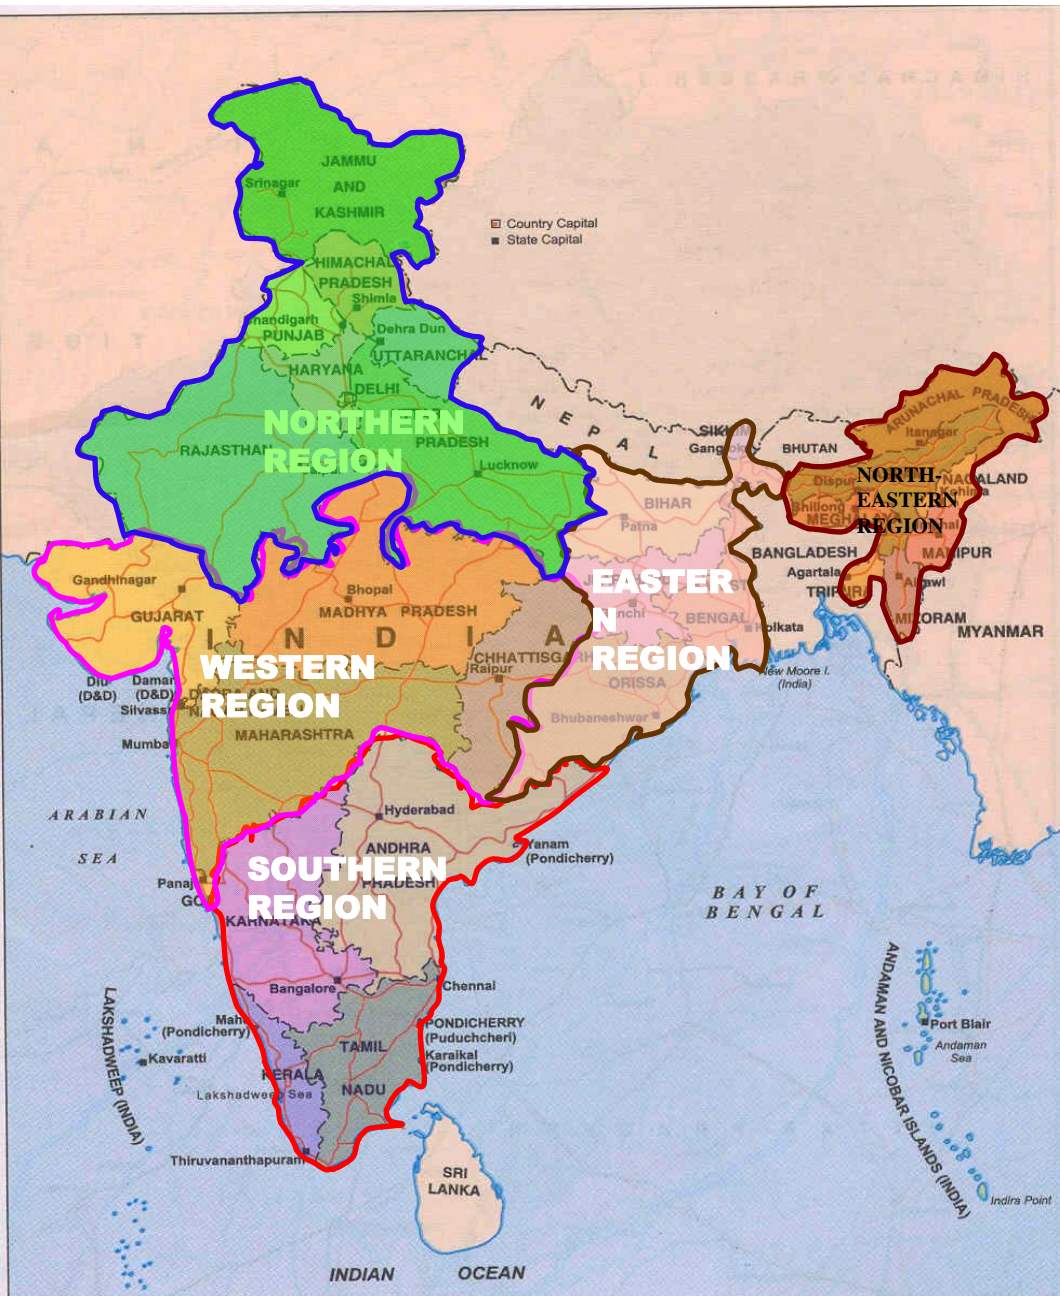 JAMMU
AND
KASHMIR
Srinagar
Country Capital
State Capital
HIMACHAL
PRADESH
Shimla
PUNJAB
Dehra Dun
UTTARANCHAL
HARYANA
DELHI
NORTHERN
REGION
RAJASTHAN
PRADESH
Lucknow
NEPAL
BHUTAN
ARUNACHAL PRADESH
Itanagar
NORTH-
EASTERN
REGION
NAGALAND
Shillong
MANIPUR
BIHAR
Patna
BANGLADESH
Agartala
MYANMAR
EASTER
N
REGION
BENGAL
Kolkata
New Moore I.
(India)
ORISSA
Bhubaneshwar
Gandhinagar
GUJARAT
Bhopal
MADHYA PRADESH
INDIA
CHHATTISGARH
Raipur
WESTERN
REGION
Diu
(D&D)
Daman
(D&D)
MAHARASHTRA
ARABIAN
SEA
Hyderabad
ANDHRA
PRADESH
Yanam
(Pondicherry)
SOUTHERN
REGION
KARNATAKA
Bangalore
Chennai
BAY OF
BENGAL
(Pondicherry)
PONDICHERRY
(Puduchcheri)
Karaikal
(Pondicherry)
TAMIL
NADU
KERALA
Lakshadweep Sea
Kavaratti
LAKSHADWEEP (INDIA)
Thiruvananthapuram
SRI
LANKA
ANDAMAN AND NICOBAR ISLANDS (INDIA)
Port Blair
Andaman
Sea
Indira Point
INDIAN OCEAN